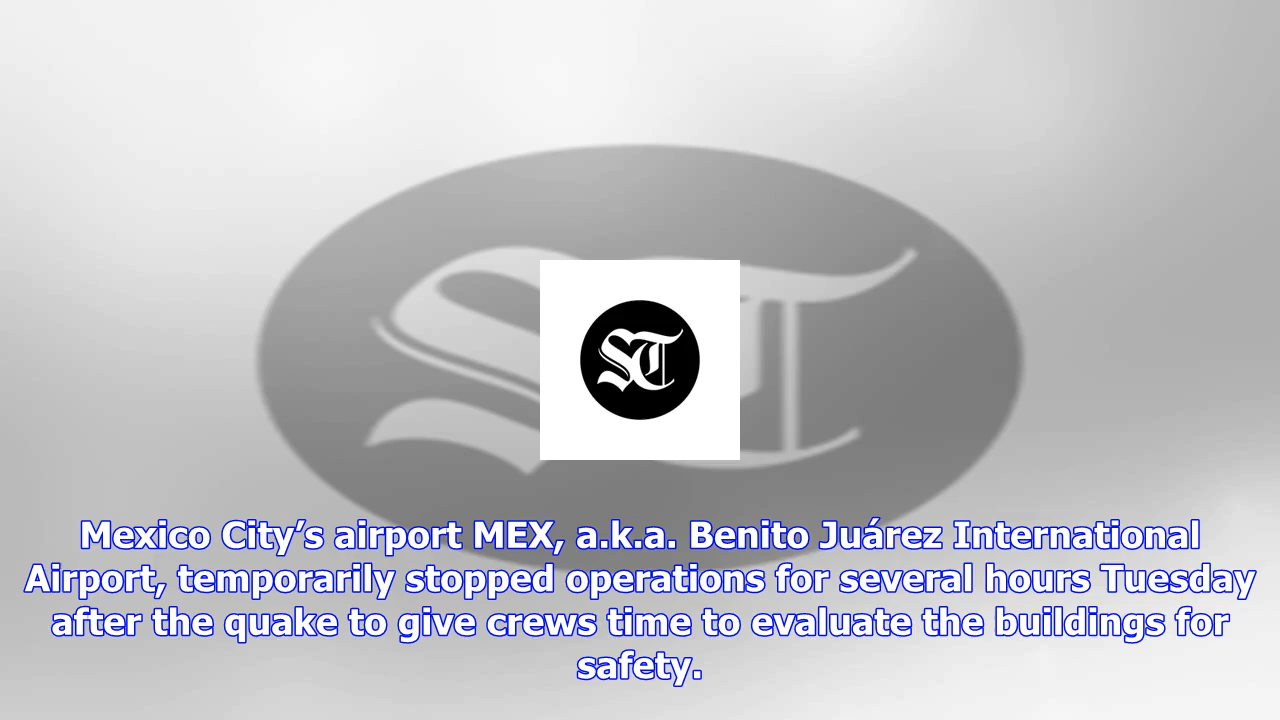 ST
Mexico City’s airport MEX, a.k.a. Benito Juárez International
Airport, temporarily stopped operations for several hours Tuesday
after the quake to give crews time to evaluate the buildings for
safety.